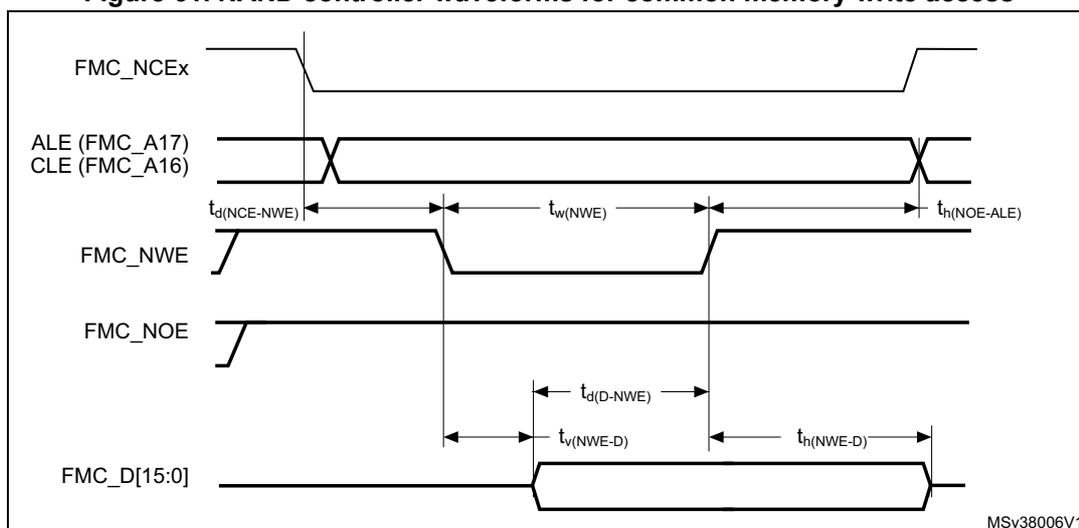 Figure 31. NAND controller waveforms for common memory write access
FMC_NCEx
ALE (FMC_A17)
CLE (FMC_A16)
td(NCE-NWE)
tw(NWE)
th(NOE-ALE)
FMC_NWE
FMC_NOE
td(D-NWE)
tv(NWE-D)
th(NWE-D)
FMC_D[15:0]
MSv38006V1